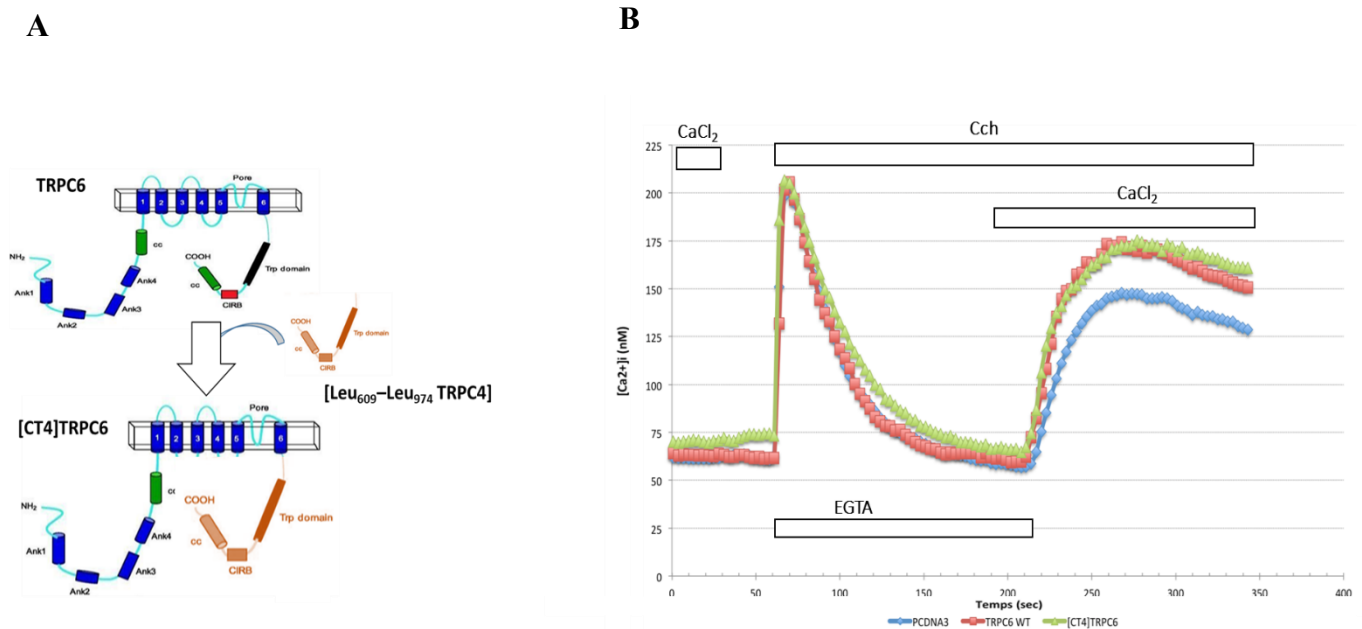 A
TRPC6
Pore
1 2 3 4 5 6
NH₂
cc
COOH
Ank4
Trp domain
cc
Ank1
CIRB
Ank3
Ank2
COOH
Trp domain
cc
CIRB
[Leu₆₀₉–Leu₉₇₄ TRPC4]
[CT4]TRPC6
Pore
1 2 3 4 5 6
NH₂
COOH
Trp domain
Ank4
cc
Ank1
Ank3
CIRB
Ank2
B
CaCl₂
Cch
CaCl₂
EGTA
[Ca2+]i (nM)
225
200
175
150
125
100
75
50
25
0
0 50 100 150 200 250 300 350 400
Temps (sec)
PCDNA3 TRPC6 WT [CT4]TRPC6